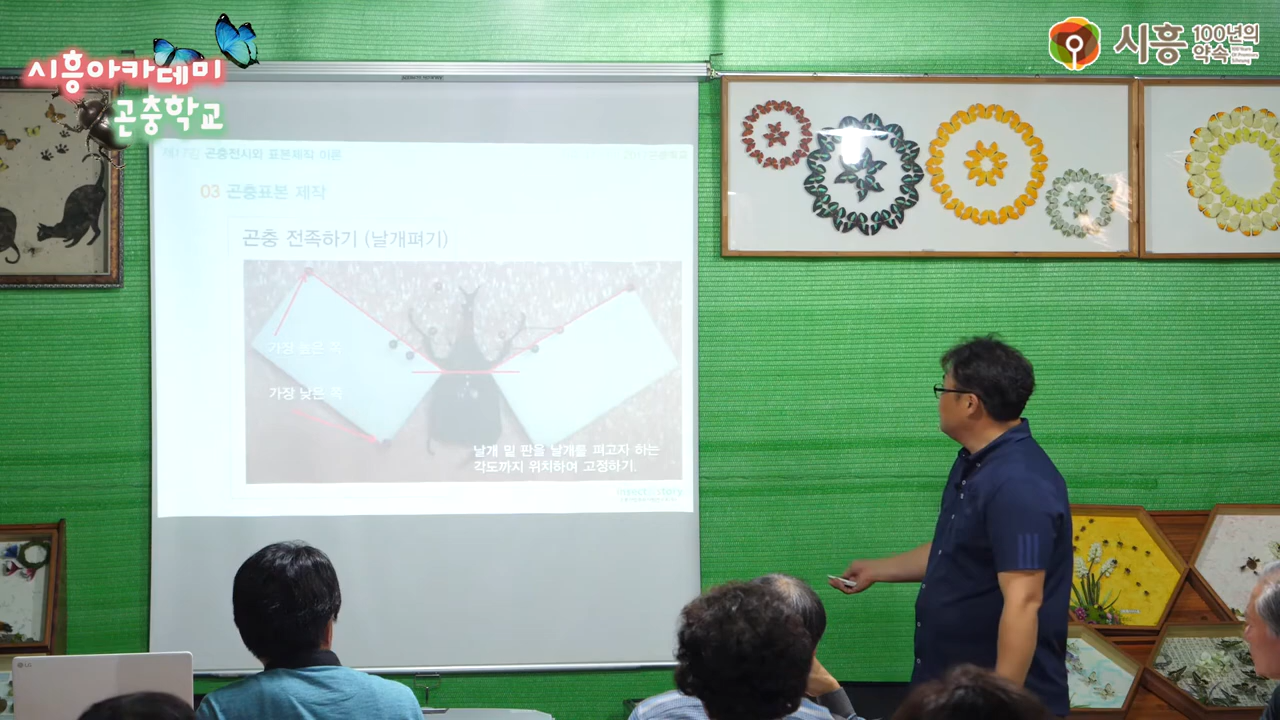 시흥아카데미
곤충학교
시흥
100년의
약속
곤충전시와 표본제작 이론
03 곤충표본 제작
곤충 전족하기 (날개펴기)
가장 높은 쪽
가장 낮은 쪽
날개 밑 판을 날개를 펴고자 하는
각도까지 위치하여 고정하기.
LG